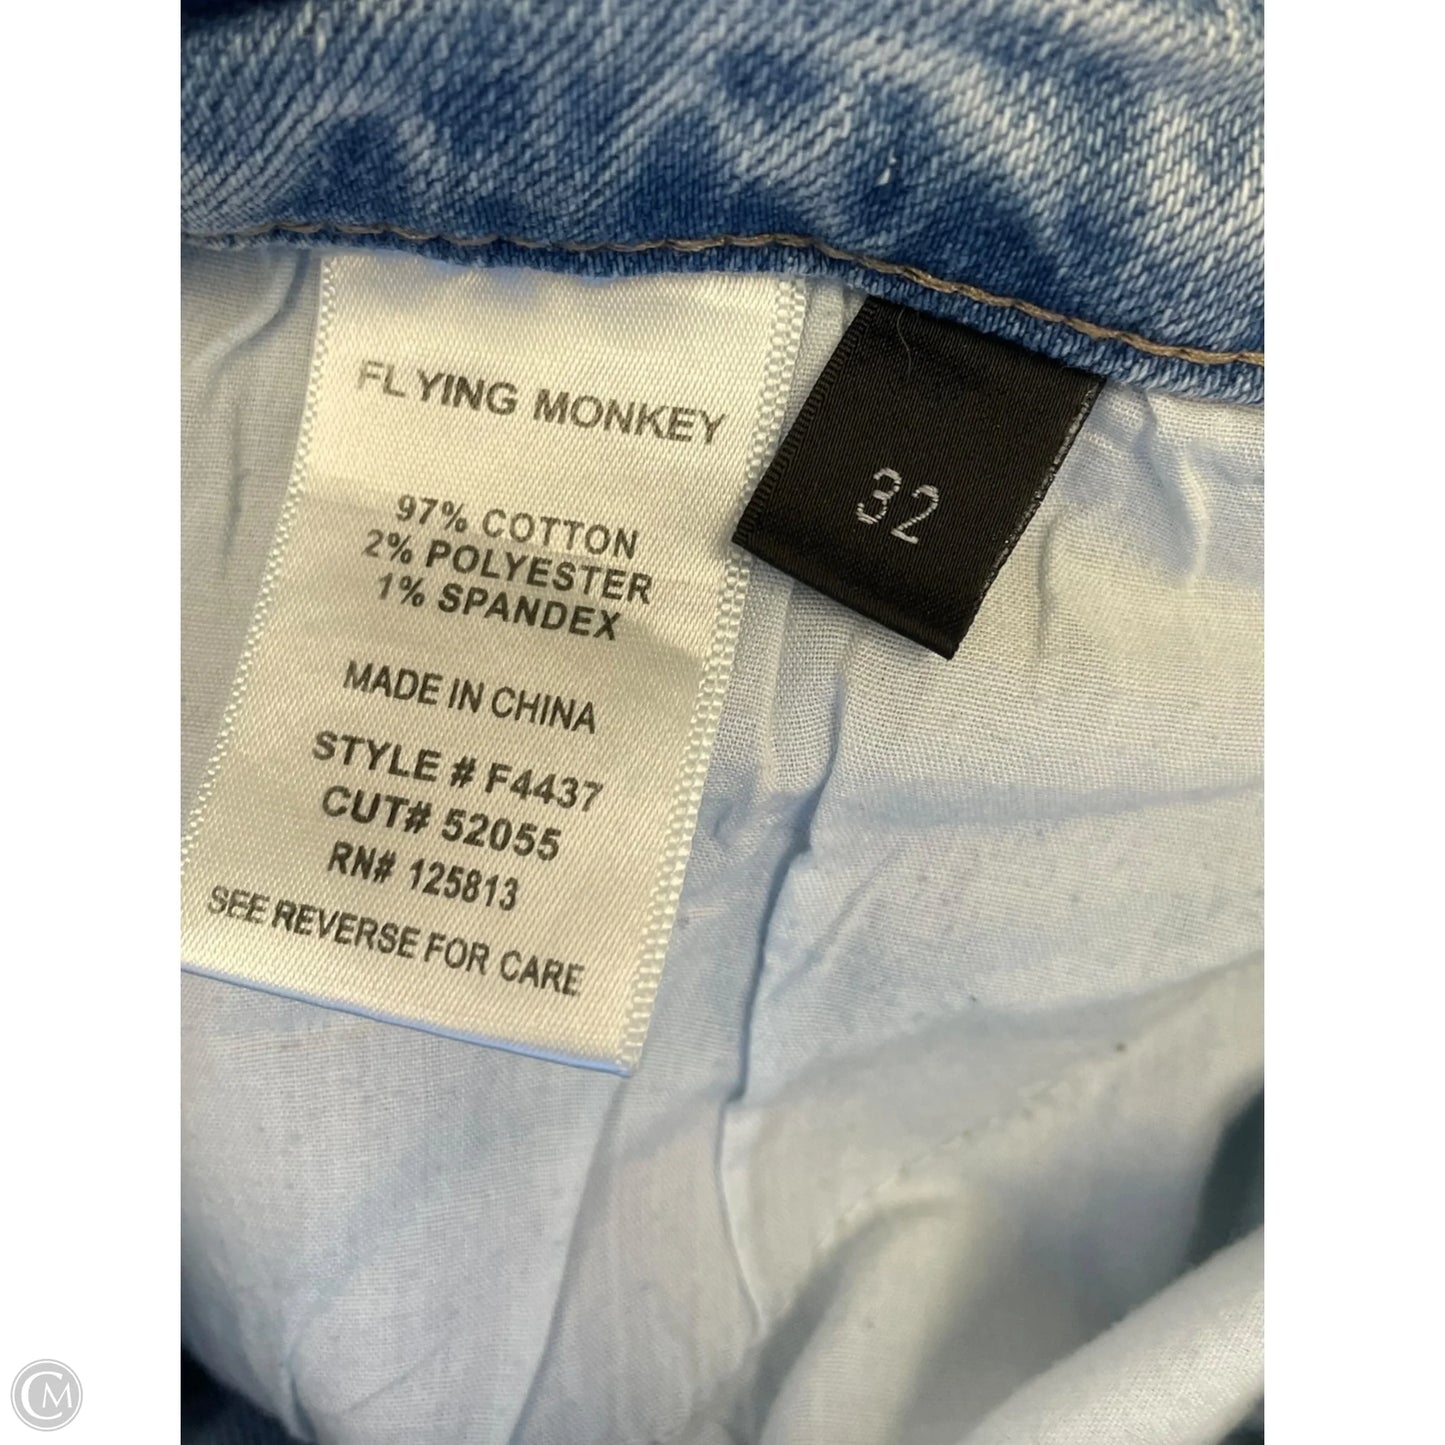 FLYING MONKEY
97% COTTON
2% POLYESTER
1% SPANDEX
MADE IN CHINA
STYLE # F4437
CUT# 52055
RN# 125813
SEE REVERSE FOR CARE
32
CM